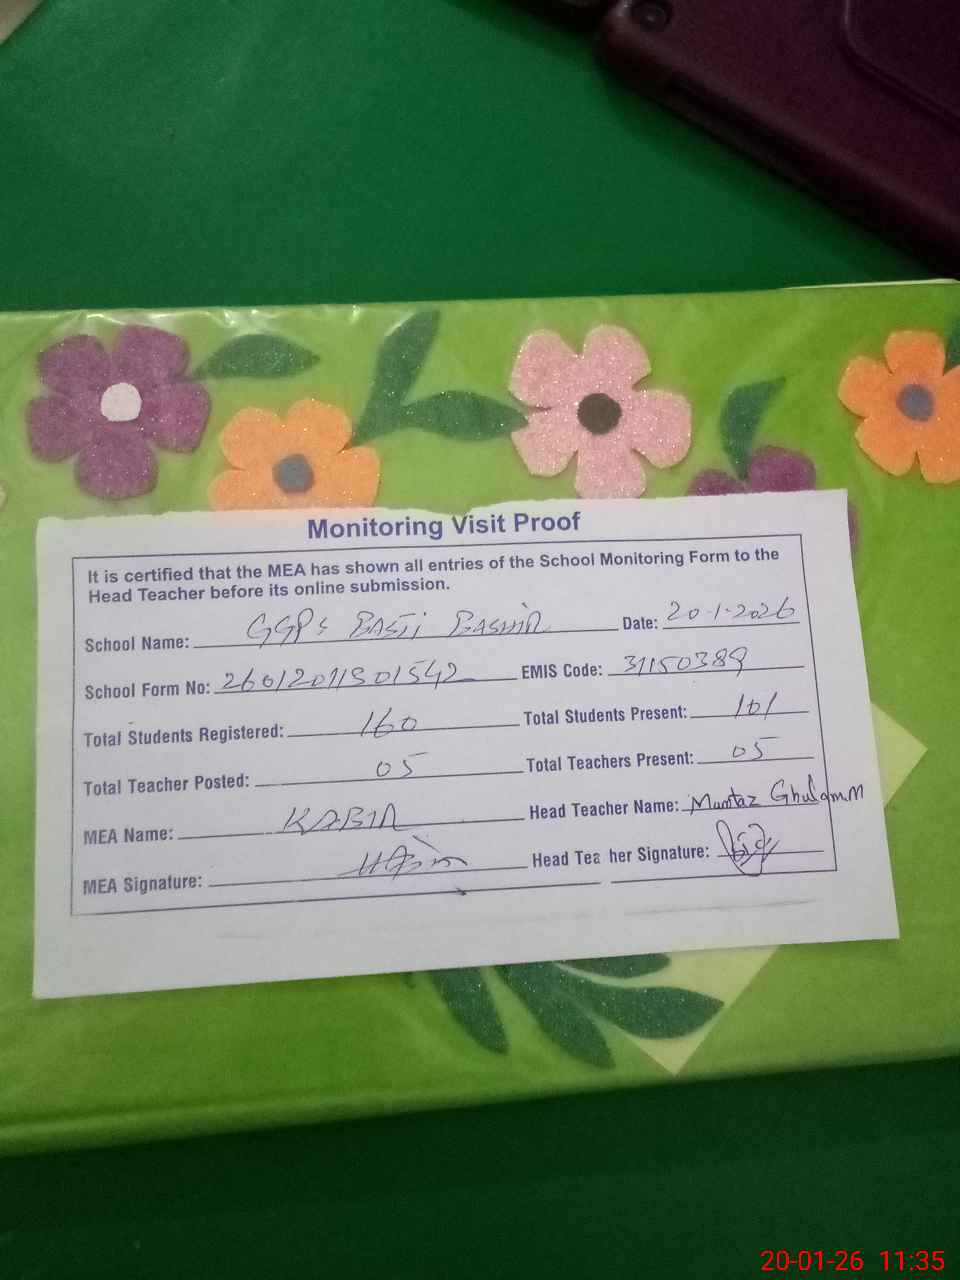 Monitoring Visit Proof
It is certified that the MEA has shown all entries of the School Monitoring Form to the
Head Teacher before its online submission.
School Name: GGPS BASTI BASHIR Date: 20-1-2026
School Form No: 26012011301542 EMIS Code: 31150389
Total Students Registered: 160 Total Students Present: 101
Total Teacher Posted: 05 Total Teachers Present: 05
MEA Name: KABIR Head Teacher Name: Mumtaz Ghulam.M
MEA Signature: Head Tea her Signature:
20-01-26 11:35